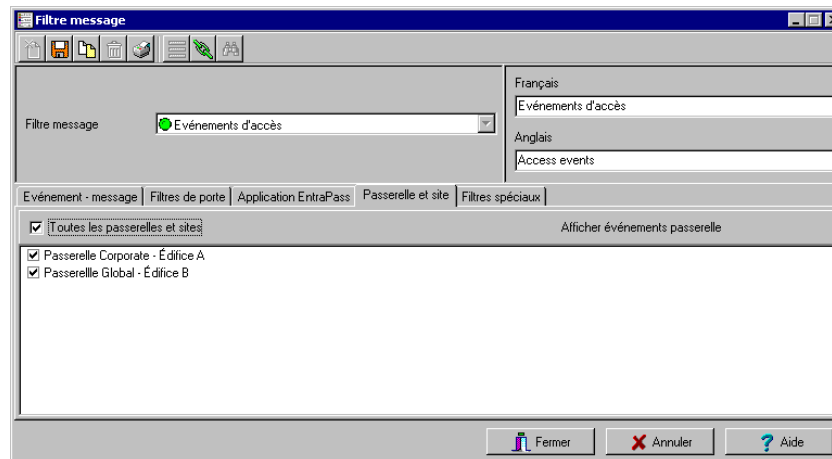 Filtre message
Français
Evénements d'accès
Filtre message
Evénements d'accès
Anglais
Access events
Evénement - message
Filtres de porte
Application EntraPass
Passerelle et site
Filtres spéciaux
Toutes les passerelles et sites
Afficher événements passerelle
Passerelle Corporate - Édifice A
Passerellle Global - Édifice B
Fermer
Annuler
? Aide